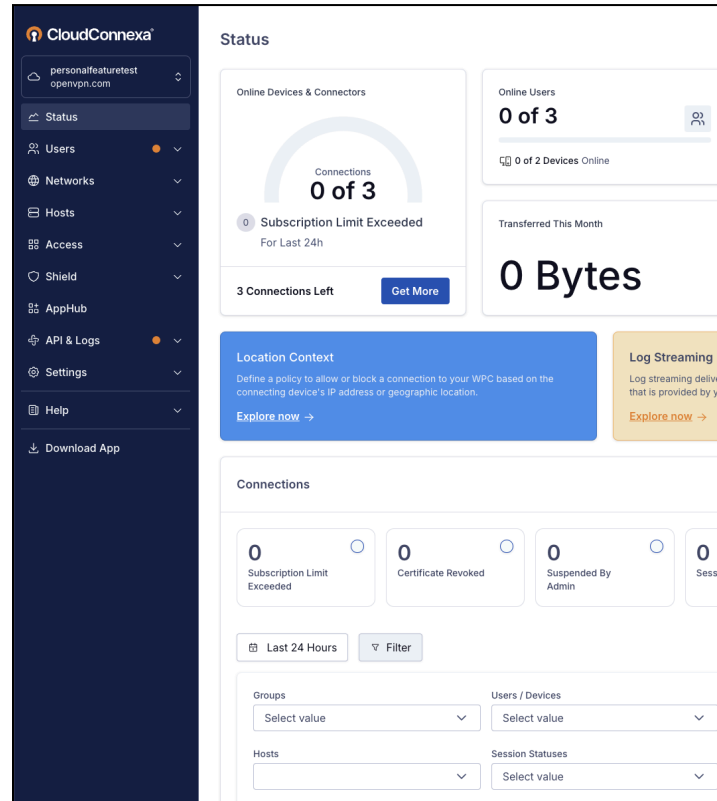 CloudConnexa®
personalfeaturetest
openvpn.com
Status
Users
Networks
Hosts
Access
Shield
AppHub
API & Logs
Settings
Help
Download App
Status
Online Devices & Connectors
Connections
0 of 3
0 Subscription Limit Exceeded
For Last 24h
3 Connections Left
Get More
Online Users
0 of 3
0 of 2 Devices Online
Transferred This Month
0 Bytes
Location Context
Define a policy to allow or block a connection to your WPC based on the
connecting device's IP address or geographic location.
Explore now →
Log Streaming
Log streaming delive
that is provided by y
Explore now →
Connections
0
Subscription Limit
Exceeded
0
Certificate Revoked
0
Suspended By
Admin
0
Sess
Last 24 Hours
Filter
Groups
Select value
Users / Devices
Select value
Hosts
Session Statuses
Select value